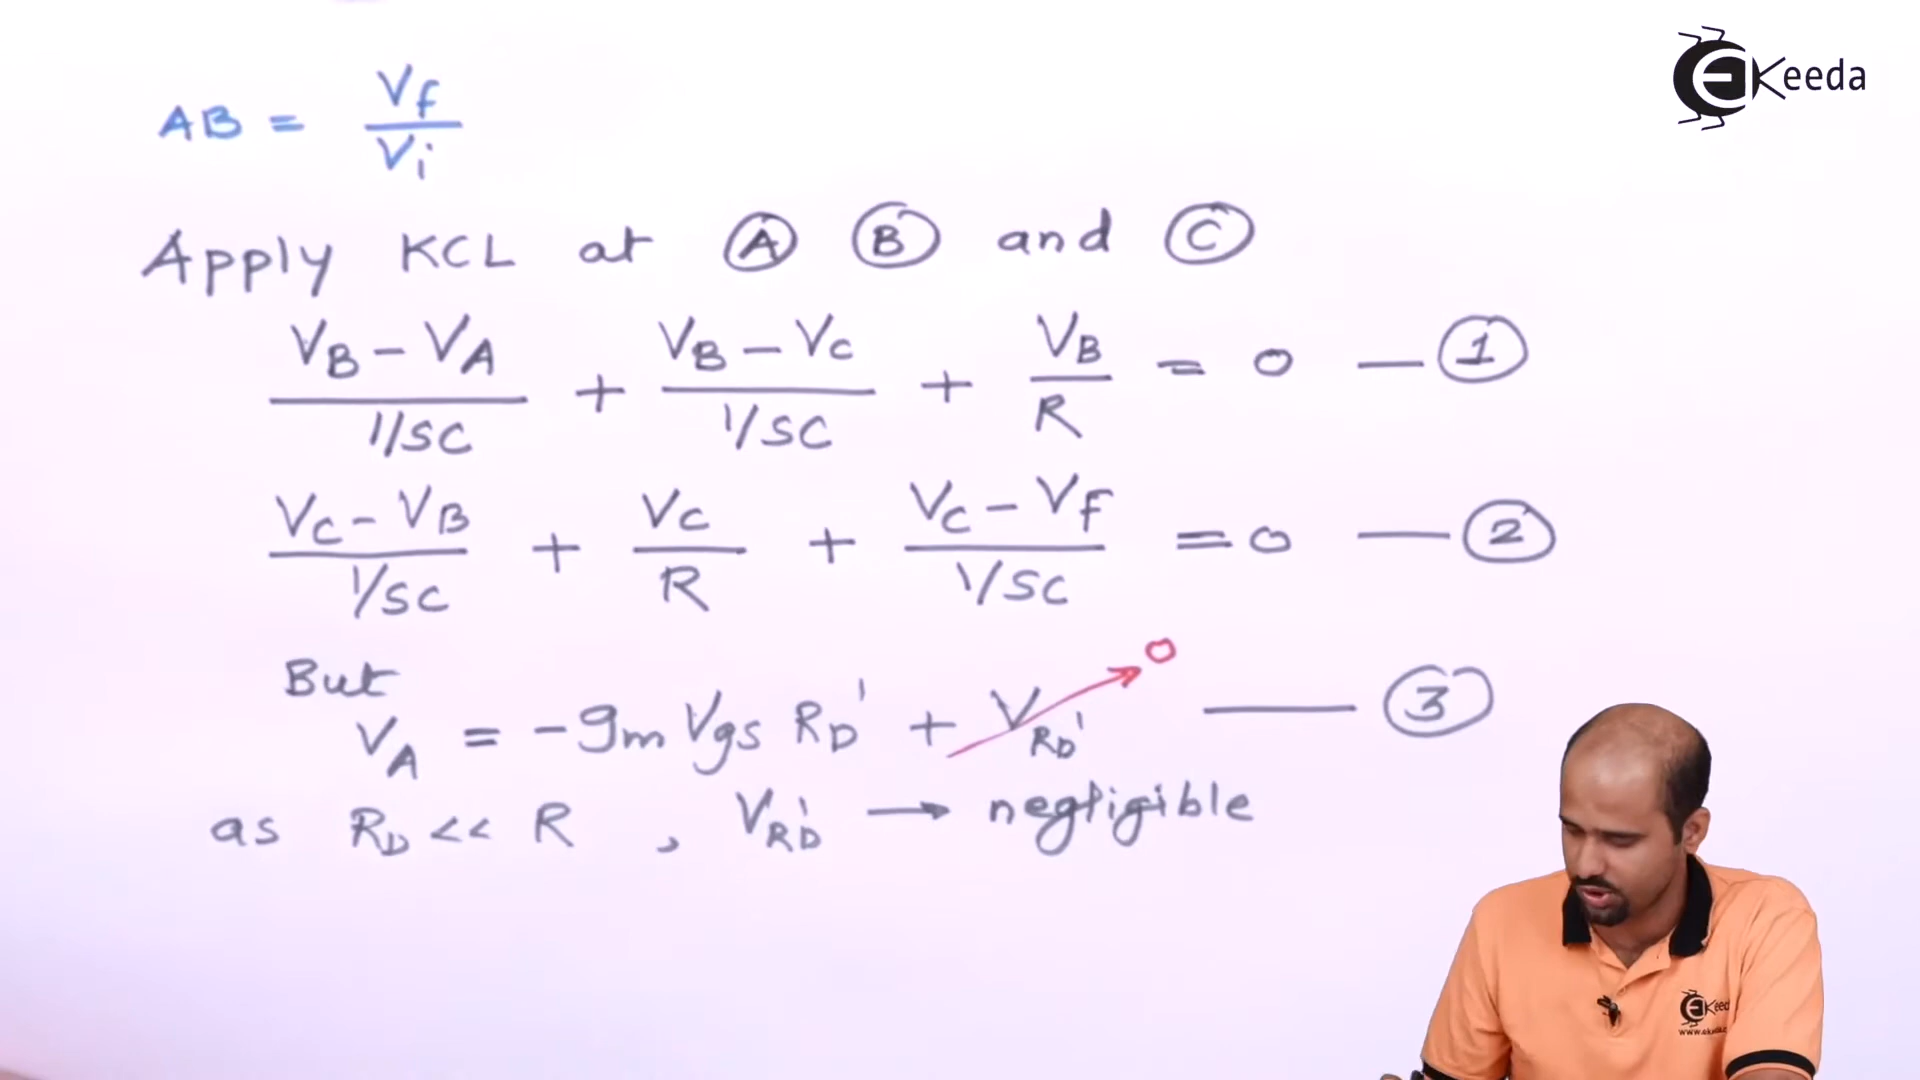 EKeeda
AB = Vf / Vi
Apply KCL at Ⓐ Ⓑ and Ⓒ
(VB - VA) / (1/SC) + (VB - VC) / (1/SC) + VB / R = 0 — ①
(VC - VB) / (1/SC) + VC / R + (VC - Vf) / (1/SC) = 0 — ②
But
VA = -gm Vgs RD' + VRD' → 0 — ③
as RD << R , VRD' → negligible
EKeeda